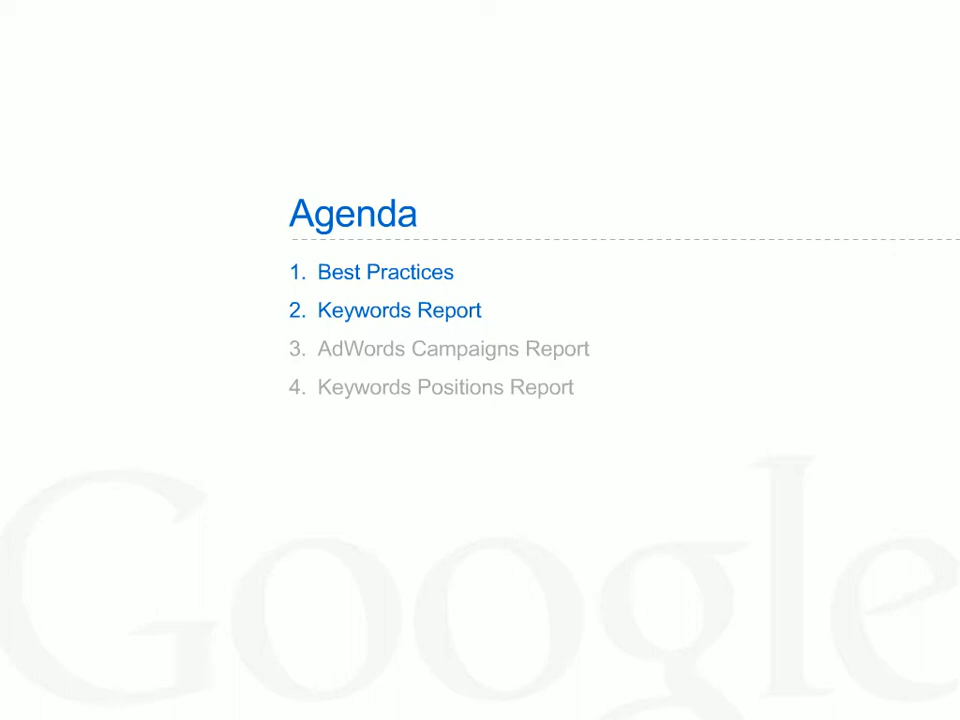 Agenda
1. Best Practices
2. Keywords Report
3. AdWords Campaigns Report
4. Keywords Positions Report
Google